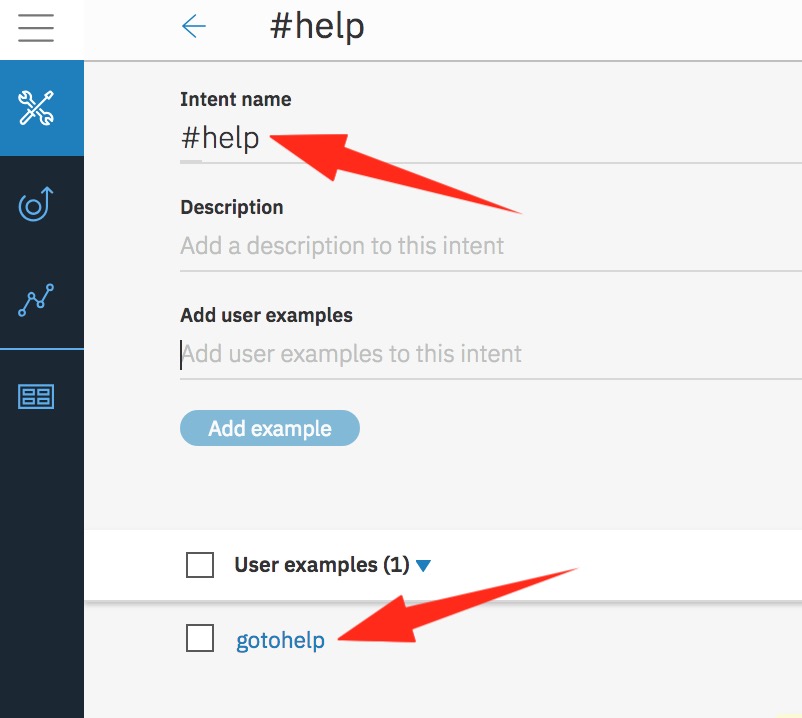 #help
Intent name
#help
Description
Add a description to this intent
Add user examples
Add user examples to this intent
Add example
User examples (1)
gotohelp